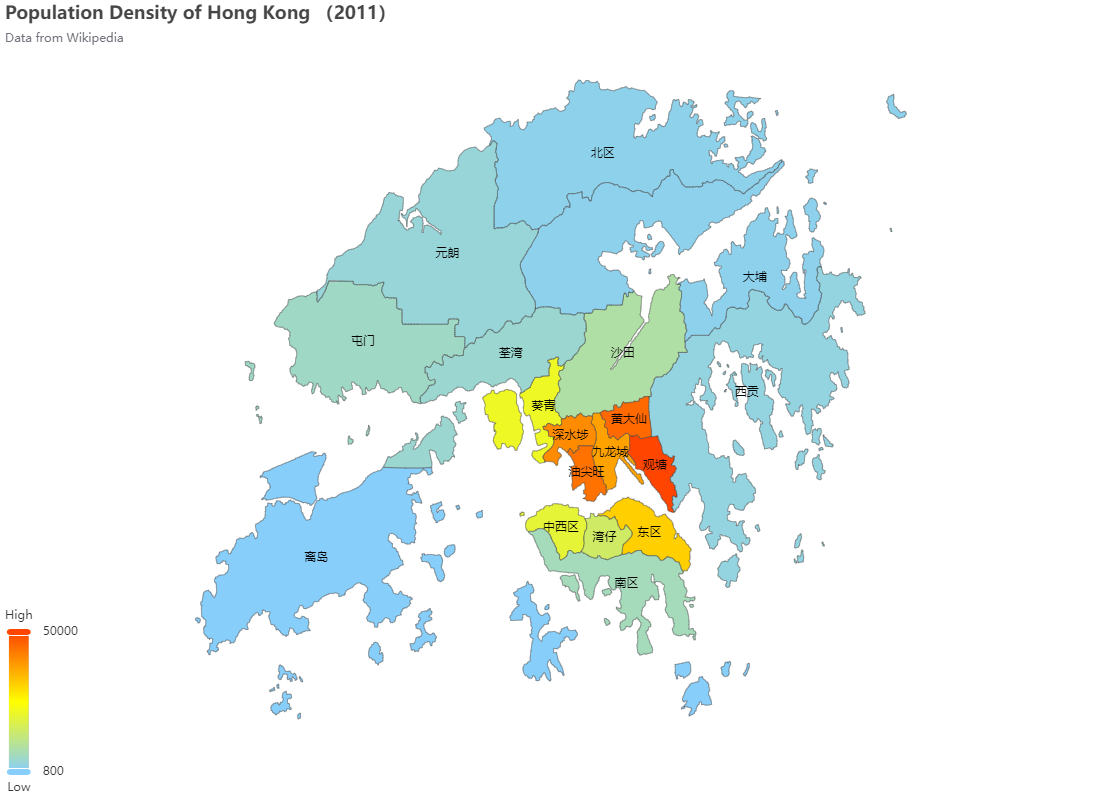 Population Density of Hong Kong （2011）
Data from Wikipedia
北区
元朗
大埔
屯门
荃湾
沙田
西贡
葵青
黄大仙
深水埗
九龙城
观塘
油尖旺
中西区
湾仔
东区
离岛
南区
High
50000
800
Low